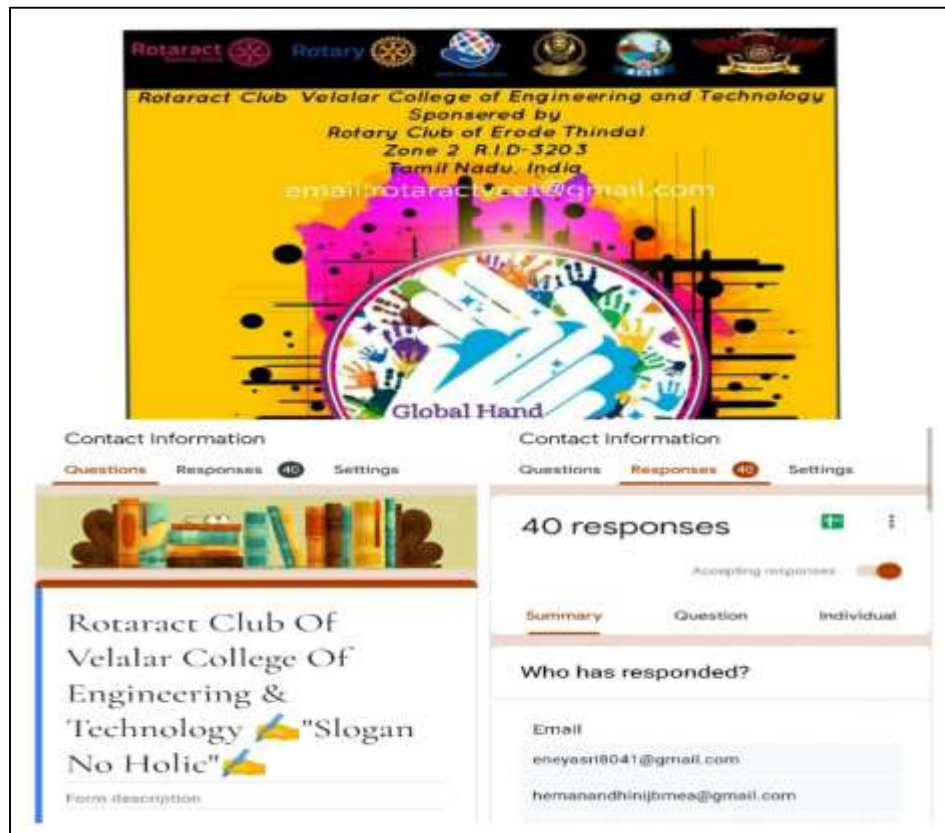 Rotaract
Rotary
Rotaract Club Velalar College of Engineering and Technology
Sponsered by
Rotary Club of Erode Thindal
Zone 2 R.I.D-3203
Tamil Nadu, India
email:rotaractvcet@gmail.com
Global Hand
Contact Information
Questions Responses 40 Settings
Rotaract Club Of
Velalar College Of
Engineering &
Technology ✍️"Slogan
No Holic"✍️
Form description
Contact Information
Questions Responses 40 Settings
40 responses
Accepting responses
Summary Question Individual
Who has responded?
Email
eneyasri8041@gmail.com
hemanandhinijbmea@gmail.com